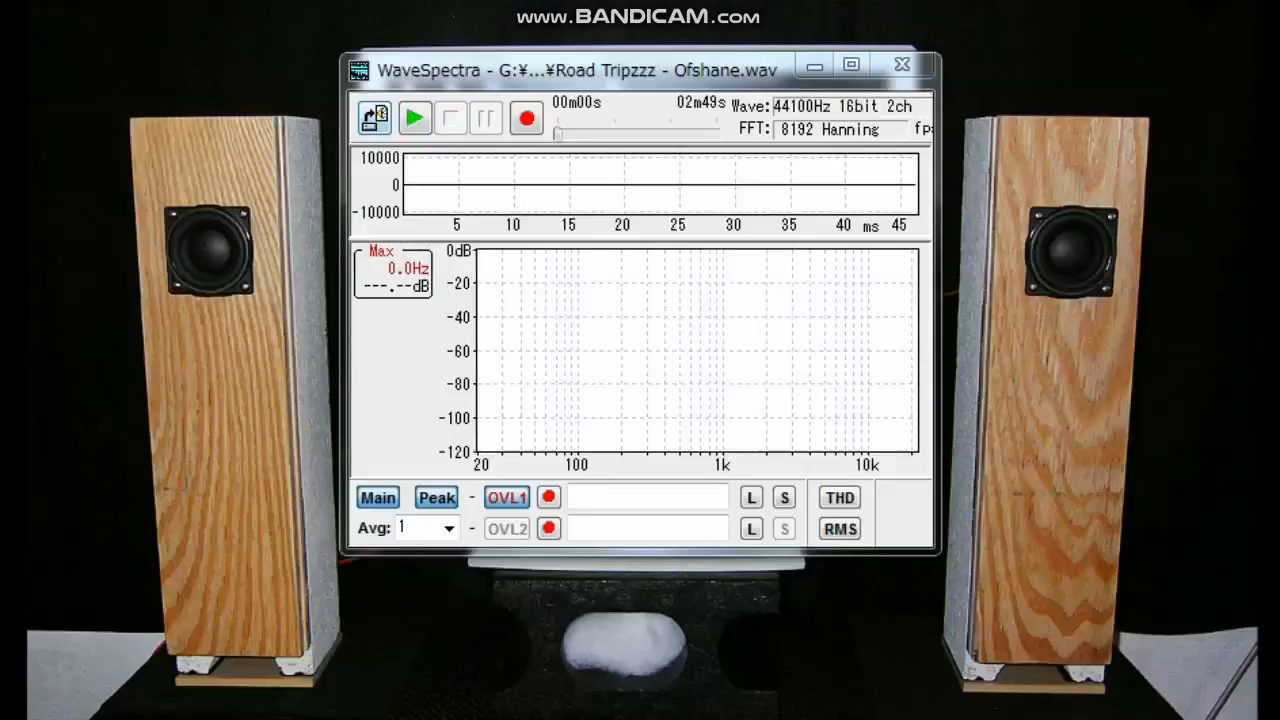 www.BANDICAM.com
WaveSpectra - G:¥...¥Road Tripzzz - Ofshane.wav
00m00s 02m49s Wave: 44100Hz 16bit 2ch
FFT: 8192 Hanning fp
10000
0
-10000
5 10 15 20 25 30 35 40 ms 45
Max
0.0Hz
---.--dB
0dB
-20
-40
-60
-80
-100
-120
20 100 1k 10k
Main Peak - OVL1 L S THD
Avg: 1 - OVL2 L S RMS